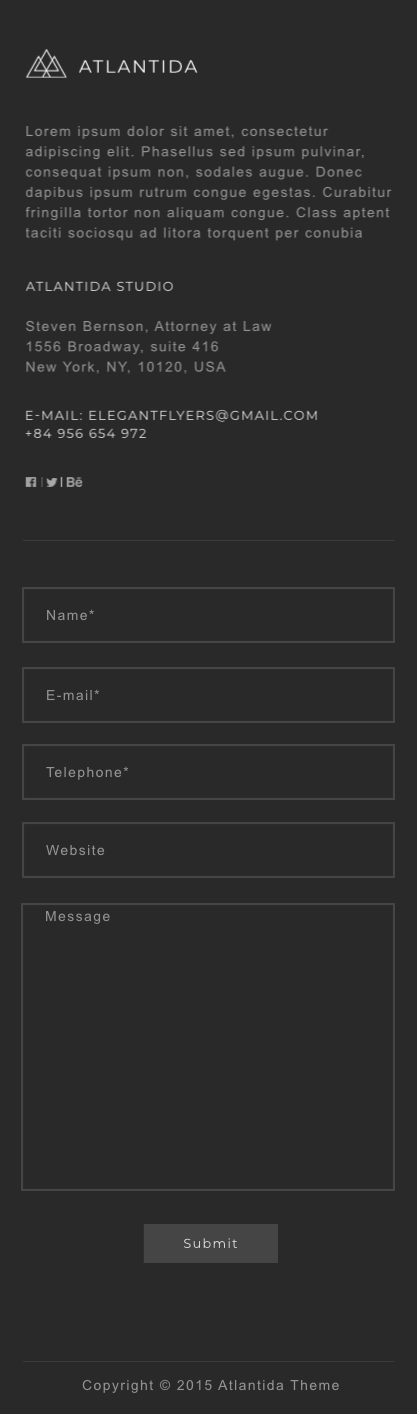 ATLANTIDA
Lorem ipsum dolor sit amet, consectetur
adipiscing elit. Phasellus sed ipsum pulvinar,
consequat ipsum non, sodales augue. Donec
dapibus ipsum rutrum congue egestas. Curabitur
fringilla tortor non aliquam congue. Class aptent
taciti sociosqu ad litora torquent per conubia
ATLANTIDA STUDIO
Steven Bernson, Attorney at Law
1556 Broadway, suite 416
New York, NY, 10120, USA
E-MAIL: ELEGANTFLYERS@GMAIL.COM
+84 956 654 972
| | Bē
Name*
E-mail*
Telephone*
Website
Message
Submit
Copyright © 2015 Atlantida Theme